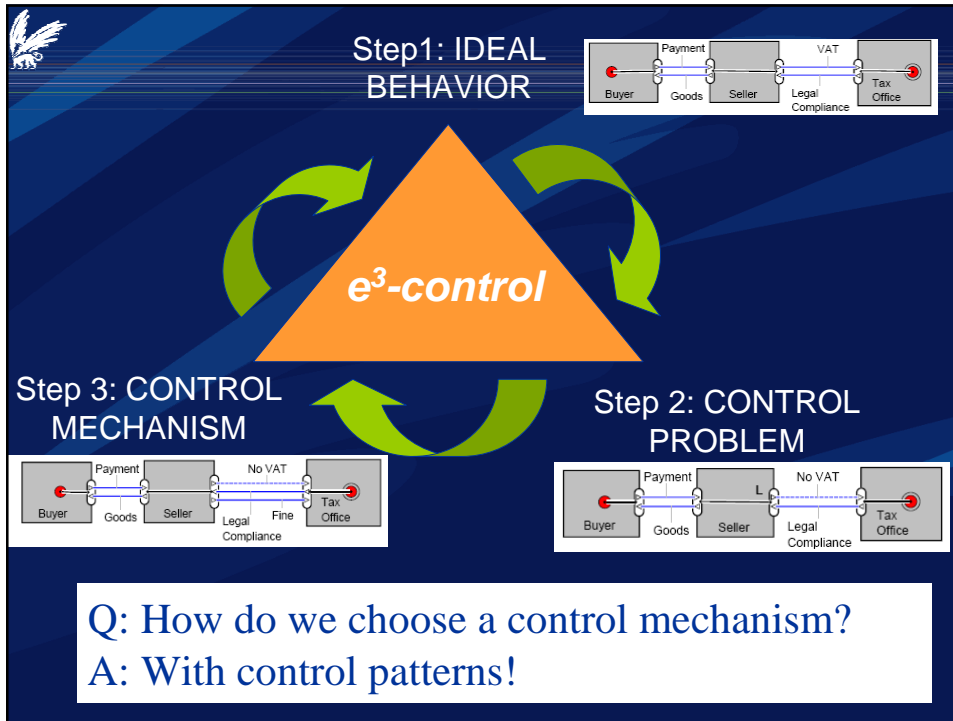 Step1: IDEAL
BEHAVIOR
Payment
VAT
Buyer
Goods
Seller
Legal
Compliance
Tax
Office
e³-control
Step 3: CONTROL
MECHANISM
Payment
No VAT
Buyer
Goods
Seller
Legal
Compliance
Fine
Tax
Office
Step 2: CONTROL
PROBLEM
Payment
L
No VAT
Buyer
Goods
Seller
Legal
Compliance
Tax
Office
Q: How do we choose a control mechanism?
A: With control patterns!